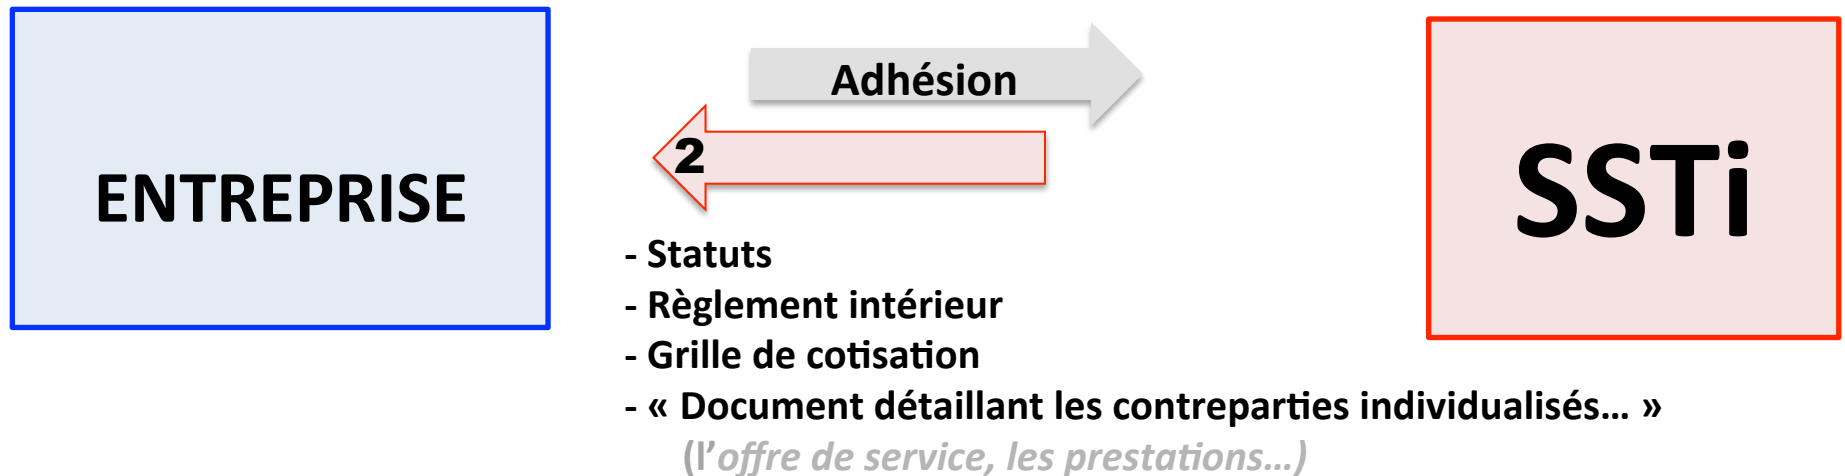 ENTREPRISE
Adhésion
2
SSTi
- Statuts
- Règlement intérieur
- Grille de cotisation
- « Document détaillant les contreparties individualisés… »
(l’offre de service, les prestations…)